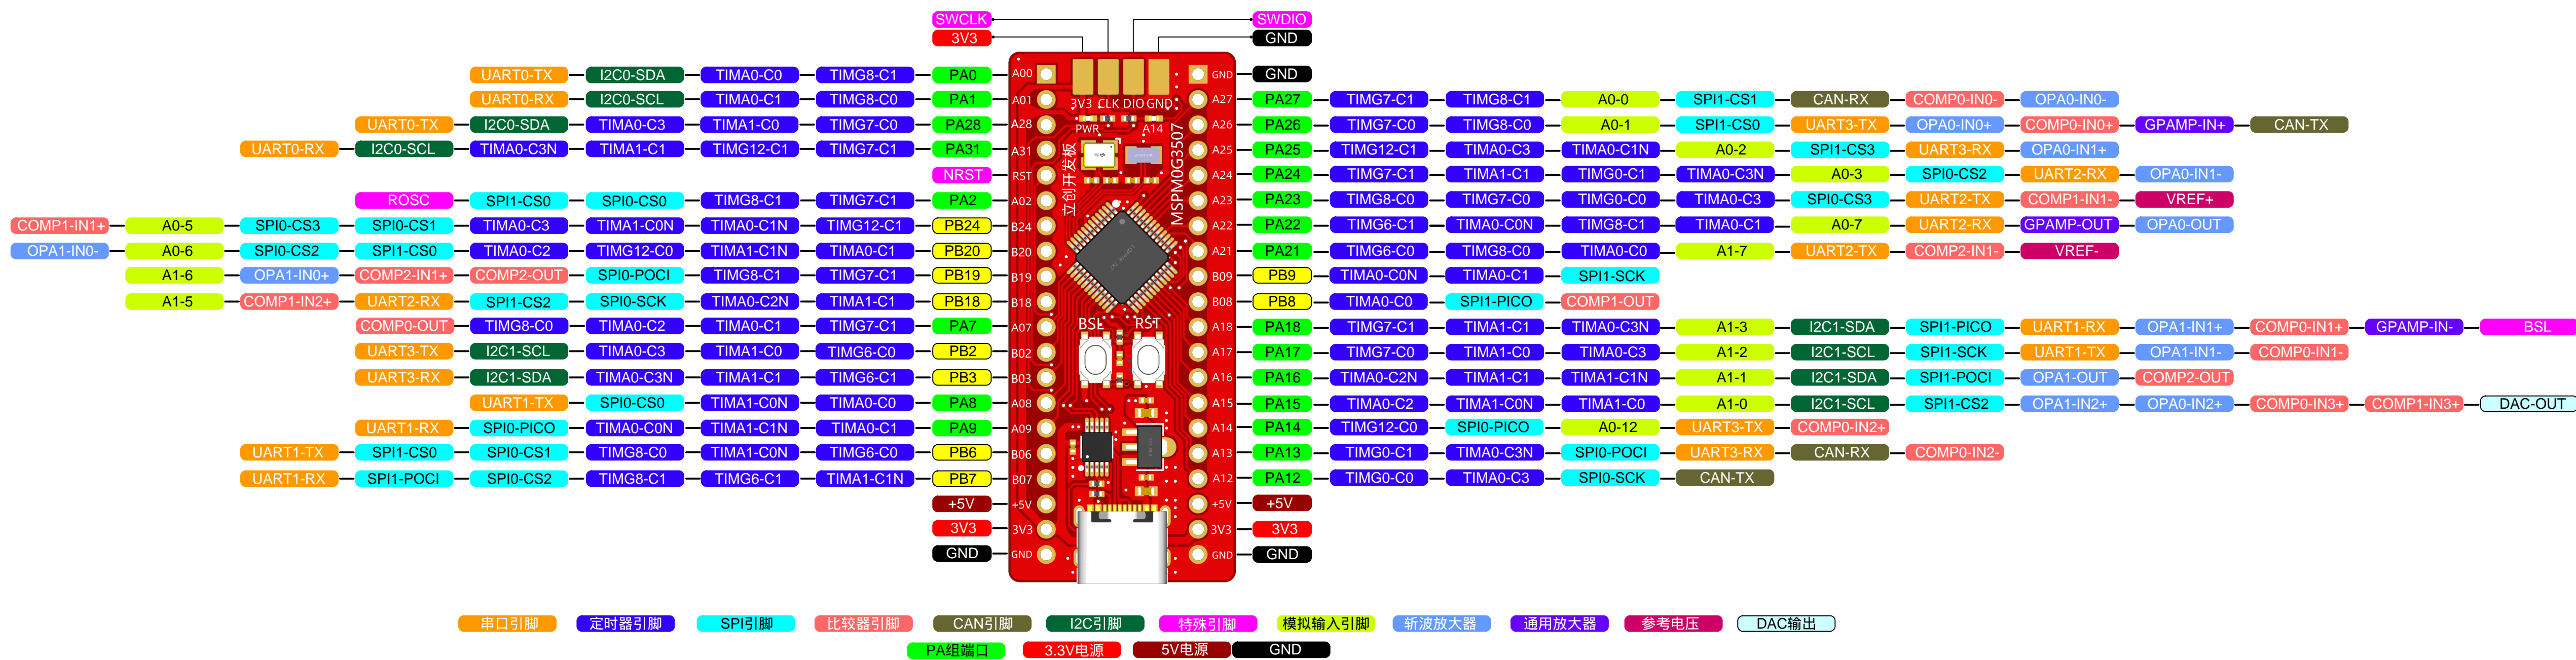 SWCLK SWDIO
3V3 GND
UART0-TX I2C0-SDA TIMA0-C0 TIMG8-C1 PA0 A00 GND GND
UART0-RX I2C0-SCL TIMA0-C1 TIMG8-C0 PA1 A01 3V3 CLK DIO GND A27 PA27 TIMG7-C1 TIMG8-C1 A0-0 SPI1-CS1 CAN-RX COMP0-IN0- OPA0-IN0-
UART0-TX I2C0-SDA TIMA0-C3 TIMA1-C0 TIMG7-C0 PA28 A28 PWR A14 A26 PA26 TIMG7-C0 TIMG8-C0 A0-1 SPI1-CS0 UART3-TX OPA0-IN0+ COMP0-IN0+ GPAMP-IN+ CAN-TX
UART0-RX I2C0-SCL TIMA0-C3N TIMA1-C1 TIMG12-C1 TIMG7-C1 PA31 A31 A25 PA25 TIMG12-C1 TIMA0-C3 TIMA0-C1N A0-2 SPI1-CS3 UART3-RX OPA0-IN1+
立创开发板 MSPM0G3507
NRST RST A24 PA24 TIMG7-C1 TIMA1-C1 TIMG0-C1 TIMA0-C3N A0-3 SPI0-CS2 UART2-RX OPA0-IN1-
ROSC SPI1-CS0 SPI0-CS0 TIMG8-C1 TIMG7-C1 PA2 A02 A23 PA23 TIMG8-C0 TIMG7-C0 TIMG0-C0 TIMA0-C3 SPI0-CS3 UART2-TX COMP1-IN1- VREF+
COMP1-IN1+ A0-5 SPI0-CS3 SPI0-CS1 TIMA0-C3 TIMA1-C0N TIMA0-C1N TIMG12-C1 PB24 B24 A22 PA22 TIMG6-C1 TIMA0-C0N TIMG8-C1 TIMA0-C1 A0-7 UART2-RX GPAMP-OUT OPA0-OUT
OPA1-IN0- A0-6 SPI0-CS2 SPI1-CS0 TIMA0-C2 TIMG12-C0 TIMA1-C1N TIMA0-C1 PB20 B20 A21 PA21 TIMG6-C0 TIMG8-C0 TIMA0-C0 A1-7 UART2-TX COMP2-IN1- VREF-
A1-6 OPA1-IN0+ COMP2-IN1+ COMP2-OUT SPI0-POCI TIMG8-C1 TIMG7-C1 PB19 B19 B09 PB9 TIMA0-C0N TIMA0-C1 SPI1-SCK
A1-5 COMP1-IN2+ UART2-RX SPI1-CS2 SPI0-SCK TIMA0-C2N TIMA1-C1 PB18 B18 B08 PB8 TIMA0-C0 SPI1-PICO COMP1-OUT
COMP0-OUT TIMG8-C0 TIMA0-C2 TIMA0-C1 TIMG7-C1 PA7 A07 BSL RST A18 PA18 TIMG7-C1 TIMA1-C1 TIMA0-C3N A1-3 I2C1-SDA SPI1-PICO UART1-RX OPA1-IN1+ COMP0-IN1+ GPAMP-IN- BSL
UART3-TX I2C1-SCL TIMA0-C3 TIMA1-C0 TIMG6-C0 PB2 B02 A17 PA17 TIMG7-C0 TIMA1-C0 TIMA0-C3 A1-2 I2C1-SCL SPI1-SCK UART1-TX OPA1-IN1- COMP0-IN1-
UART3-RX I2C1-SDA TIMA0-C3N TIMA1-C1 TIMG6-C1 PB3 B03 A16 PA16 TIMA0-C2N TIMA1-C1 TIMA1-C1N A1-1 I2C1-SDA SPI1-POCI OPA1-OUT COMP2-OUT
UART1-TX SPI0-CS0 TIMA1-C0N TIMA0-C0 PA8 A08 A15 PA15 TIMA0-C2 TIMA1-C0N TIMA1-C0 A1-0 I2C1-SCL SPI1-CS2 OPA1-IN2+ OPA0-IN2+ COMP0-IN3+ COMP1-IN3+ DAC-OUT
UART1-RX SPI0-PICO TIMA0-C0N TIMA1-C1N TIMA0-C1 PA9 A09 A14 PA14 TIMG12-C0 SPI0-PICO A0-12 UART3-TX COMP0-IN2+
UART1-TX SPI1-CS0 SPI0-CS1 TIMG8-C0 TIMA1-C0N TIMG6-C0 PB6 B06 A13 PA13 TIMG0-C1 TIMA0-C3N SPI0-POCI UART3-RX CAN-RX COMP0-IN2-
UART1-RX SPI1-POCI SPI0-CS2 TIMG8-C1 TIMG6-C1 TIMA1-C1N PB7 B07 A12 PA12 TIMG0-C0 TIMA0-C3 SPI0-SCK CAN-TX
+5V +5V +5V +5V
3V3 3V3 3V3 3V3
GND GND GND GND
串口引脚 定时器引脚 SPI引脚 比较器引脚 CAN引脚 I2C引脚 特殊引脚 模拟输入引脚 斩波放大器 通用放大器 参考电压 DAC输出
PA组端口 3.3V电源 5V电源 GND